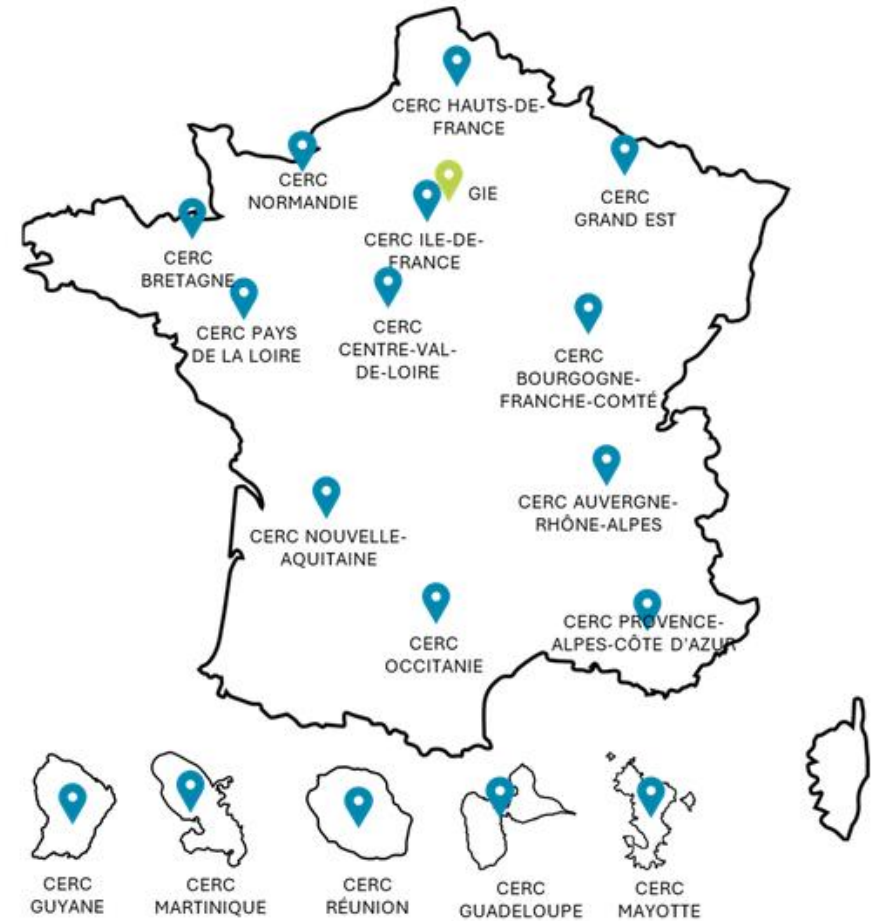 CERC HAUTS-DE-
FRANCE
CERC
NORMANDIE
GIE
CERC
GRAND EST
CERC ILE-DE-
FRANCE
CERC
BRETAGNE
CERC PAYS
DE LA LOIRE
CERC
CENTRE-VAL-
DE-LOIRE
CERC
BOURGOGNE-
FRANCHE-COMTÉ
CERC AUVERGNE-
RHÔNE-ALPES
CERC NOUVELLE-
AQUITAINE
CERC PROVENCE-
ALPES-CÔTE D'AZUR
CERC
OCCITANIE
CERC
GUYANE
CERC
MARTINIQUE
CERC
RÉUNION
CERC
GUADELOUPE
CERC
MAYOTTE